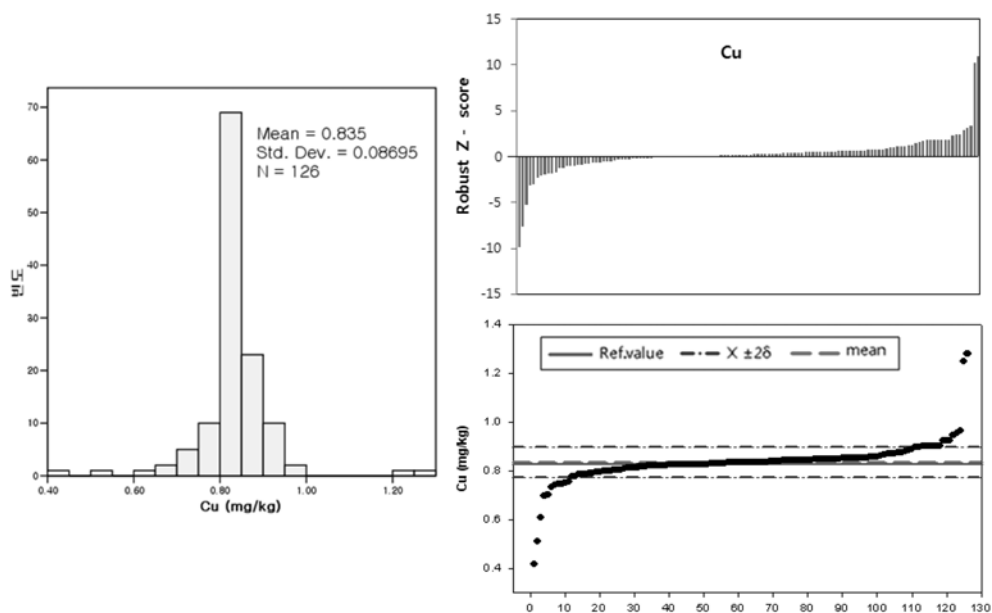 70
60
50
40
30
20
10
0
빈도
Mean = 0.835
Std. Dev. = 0.08695
N = 126
0.40
0.60
0.80
1.00
1.20
Cu (mg/kg)
15
10
5
0
-5
-10
-15
Robust Z - score
Cu
1.4
1.2
1.0
0.8
0.6
0.4
Cu (mg/kg)
Ref.value X ±2δ mean
0 10 20 30 40 50 60 70 80 90 100 110 120 130